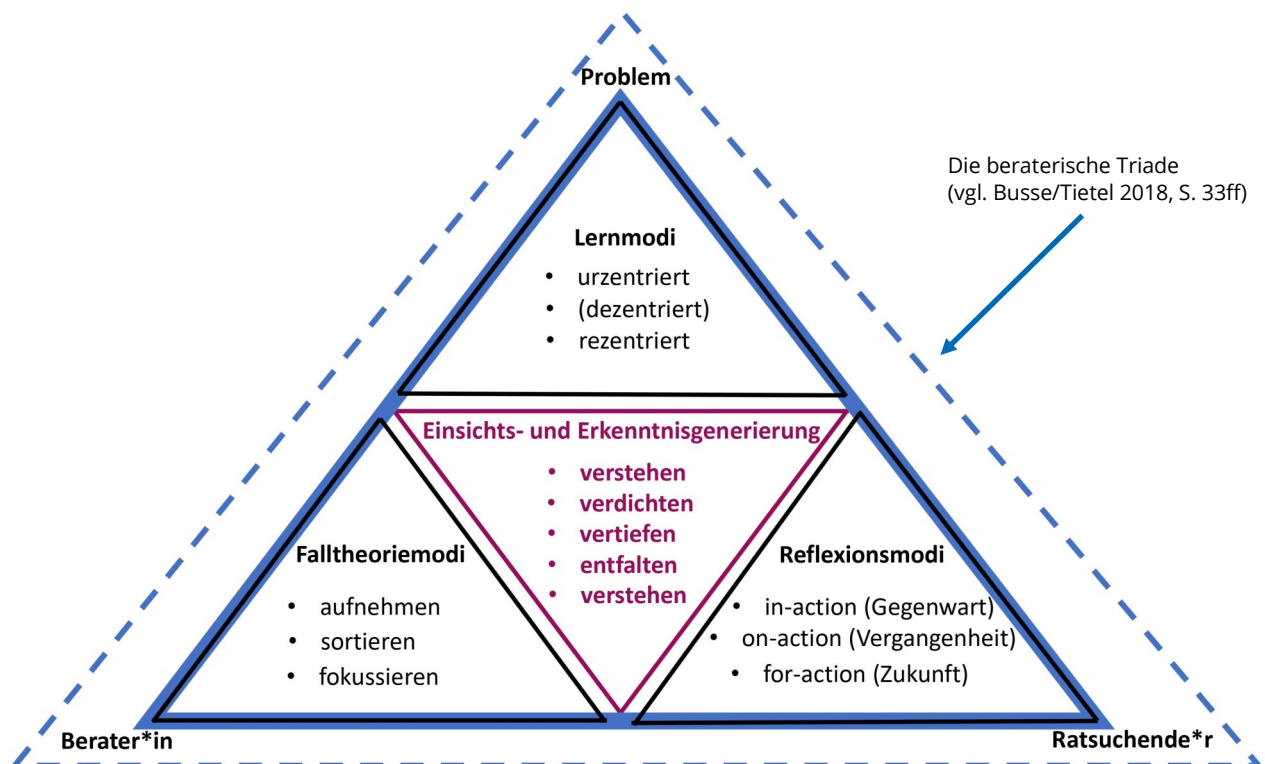 Problem
Die beraterische Triade
(vgl. Busse/Tietel 2018, S. 33ff)
Lernmodi
• urzentriert
• (dezentriert)
• rezentriert
Einsichts- und Erkenntnisgenerierung
• verstehen
• verdichten
• vertiefen
• entfalten
• verstehen
Falltheoriemodi
• aufnehmen
• sortieren
• fokussieren
Reflexionsmodi
• in-action (Gegenwart)
• on-action (Vergangenheit)
• for-action (Zukunft)
Berater*in
Ratsuchende*r